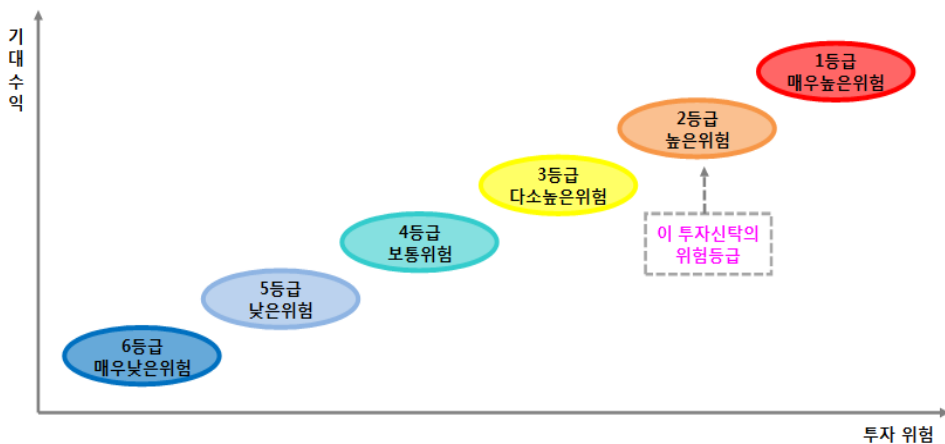 기
대
수
익
1등급
매우높은위험
2등급
높은위험
3등급
다소높은위험
이 투자신탁의
위험등급
4등급
보통위험
5등급
낮은위험
6등급
매우낮은위험
투자 위험